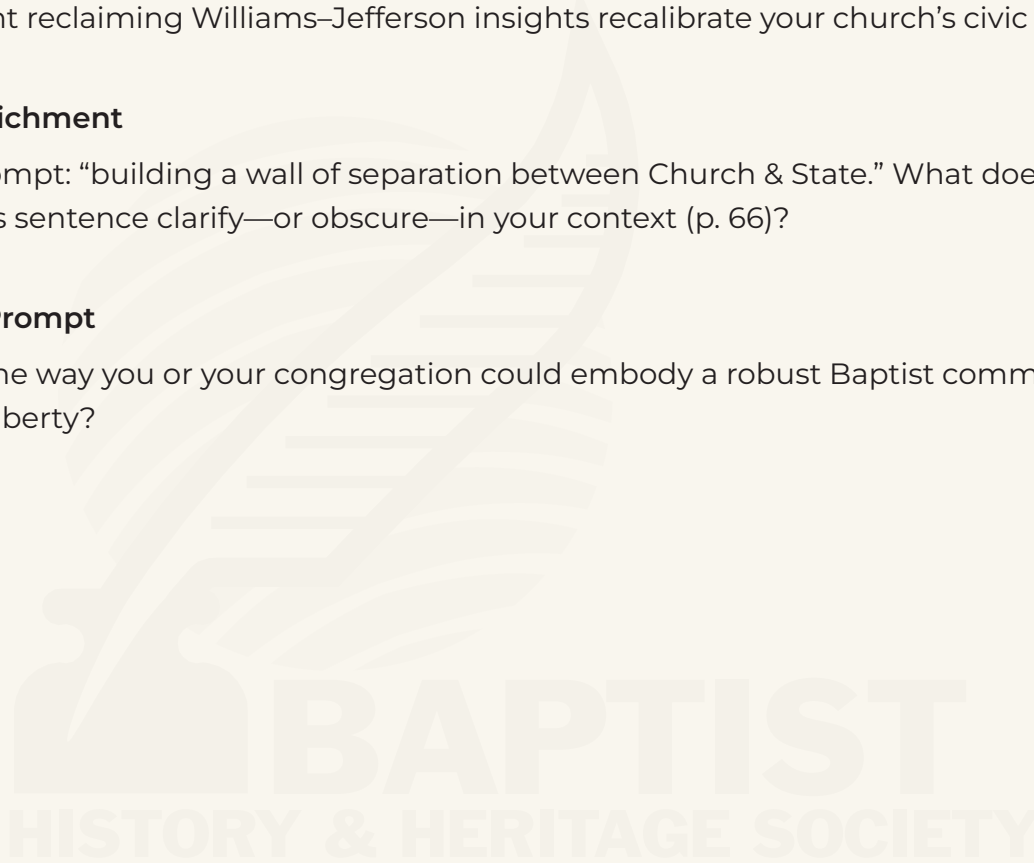 nt reclaiming Williams–Jefferson insights recalibrate your church’s civic
ichment
ompt: “building a wall of separation between Church & State.” What doe
s sentence clarify—or obscure—in your context (p. 66)?
Prompt
ne way you or your congregation could embody a robust Baptist comm
berty?
BAPTIST
HISTORY & HERITAGE SOCIETY